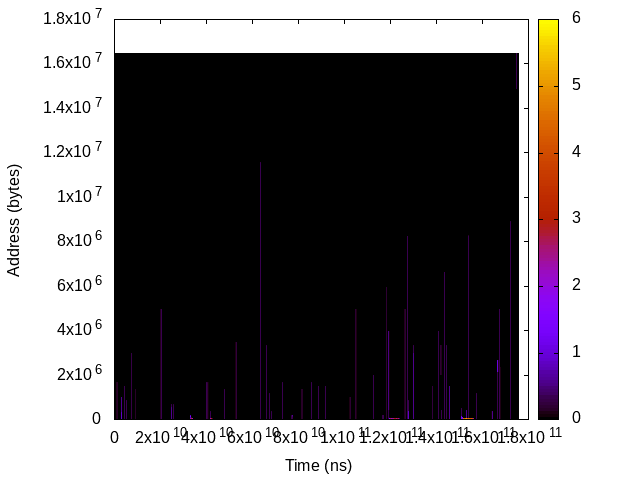 1.8x10 7
1.6x10 7
1.4x10 7
1.2x10 7
1x10 7
8x10 6
6x10 6
4x10 6
2x10 6
0
Address (bytes)
0 2x10 10 4x10 10 6x10 10 8x10 10 1x10 11 1.2x10 11 1.4x10 11 1.6x10 11 1.8x10 11
Time (ns)
6
5
4
3
2
1
0